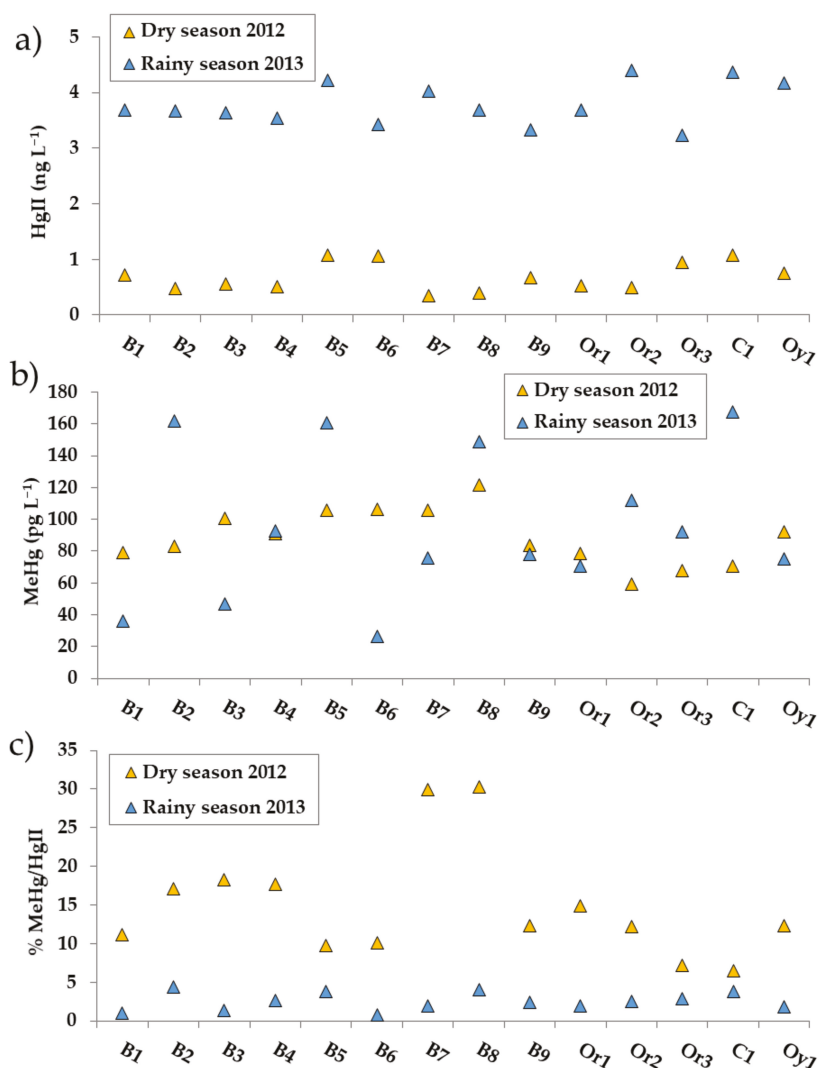 a)
Dry season 2012
Rainy season 2013
HgII (ng L⁻¹)
5
4
3
2
1
0
B1 B2 B3 B4 B5 B6 B7 B8 B9 Or1 Or2 Or3 C1 Oy1
b)
Dry season 2012
Rainy season 2013
MeHg (pg L⁻¹)
180
160
140
120
100
80
60
40
20
0
B1 B2 B3 B4 B5 B6 B7 B8 B9 Or1 Or2 Or3 C1 Oy1
c)
Dry season 2012
Rainy season 2013
% MeHg/HgII
35
30
25
20
15
10
5
0
B1 B2 B3 B4 B5 B6 B7 B8 B9 Or1 Or2 Or3 C1 Oy1